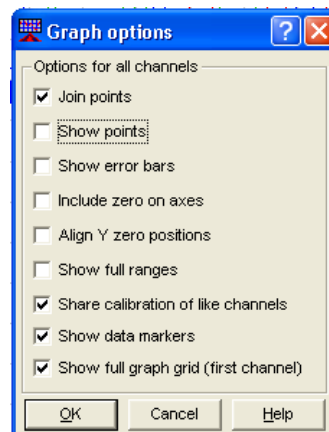 Graph options
Options for all channels
Join points
Show points
Show error bars
Include zero on axes
Align Y zero positions
Show full ranges
Share calibration of like channels
Show data markers
Show full graph grid (first channel)
OK Cancel Help